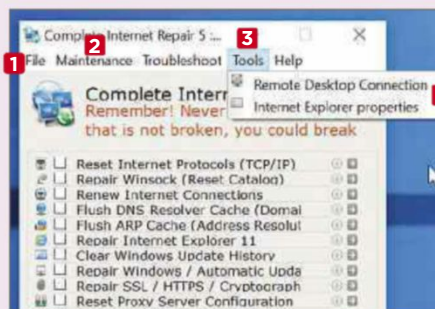 Complete Internet Repair 5 :...
2 3
1 File Maintenance Troubleshoot Tools Help
Remote Desktop Connection
Internet Explorer properties
Complete Interr
Remember! Never
that is not broken, you could break
Reset Internet Protocols (TCP/IP)
Repair Winsock (Reset Catalog)
Renew Internet Connections
Flush DNS Resolver Cache (Domai
Flush ARP Cache (Address Resolut
Repair Internet Explorer 11
Clear Windows Update History
Repair Windows / Automatic Upda
Repair SSL / HTTPS / Cryptograph
Reset Proxy Server Configuration